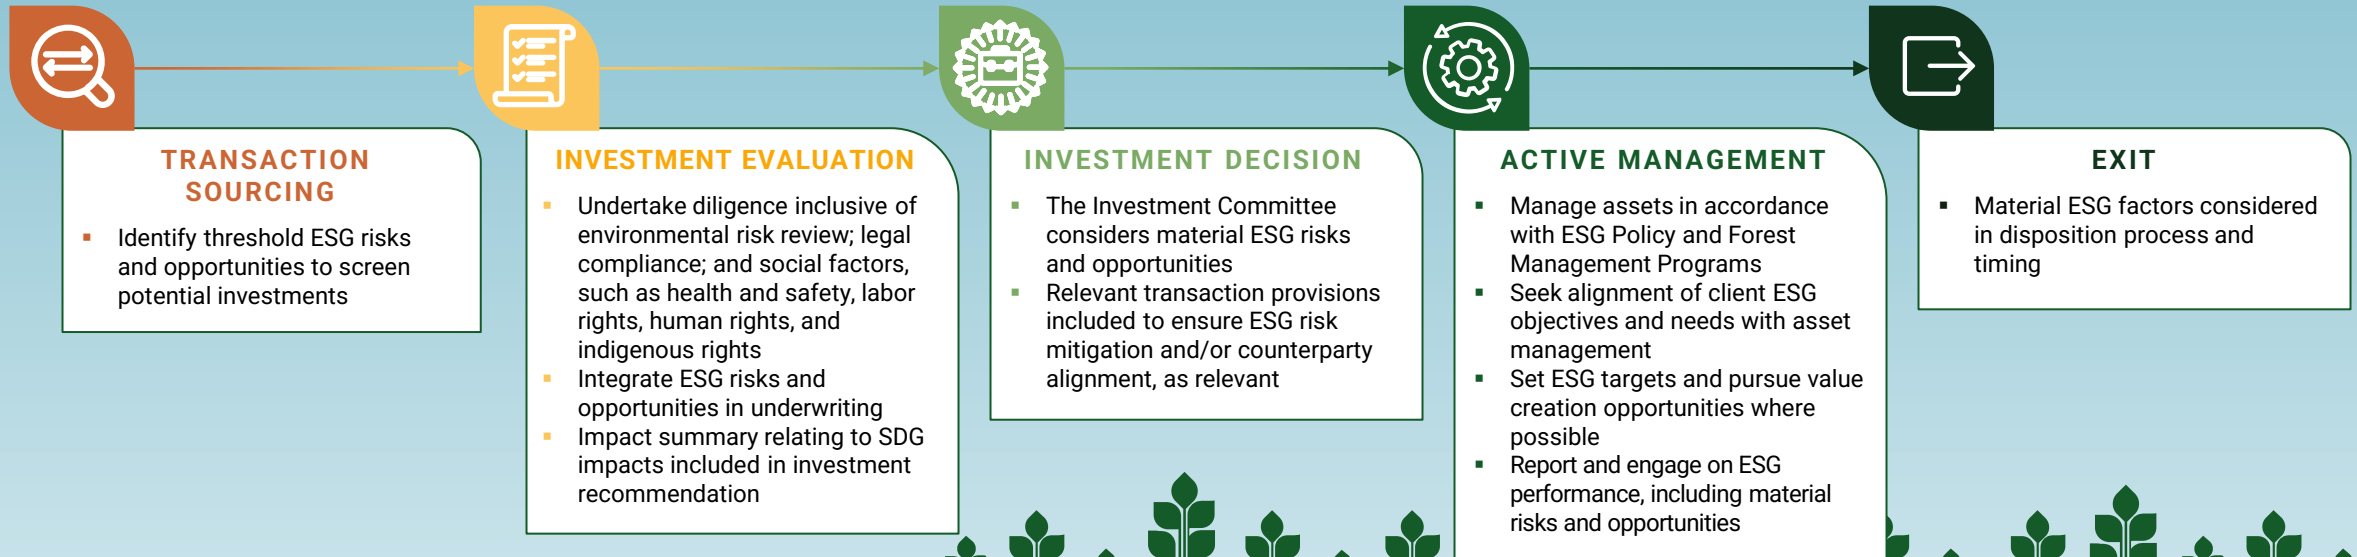 TRANSACTION
SOURCING
▪ Identify threshold ESG risks
and opportunities to screen
potential investments
INVESTMENT EVALUATION
▪ Undertake diligence inclusive of
environmental risk review; legal
compliance; and social factors,
such as health and safety, labor
rights, human rights, and
indigenous rights
▪ Integrate ESG risks and
opportunities in underwriting
▪ Impact summary relating to SDG
impacts included in investment
recommendation
INVESTMENT DECISION
▪ The Investment Committee
considers material ESG risks
and opportunities
▪ Relevant transaction provisions
included to ensure ESG risk
mitigation and/or counterparty
alignment, as relevant
ACTIVE MANAGEMENT
▪ Manage assets in accordance
with ESG Policy and Forest
Management Programs
▪ Seek alignment of client ESG
objectives and needs with asset
management
▪ Set ESG targets and pursue value
creation opportunities where
possible
▪ Report and engage on ESG
performance, including material
risks and opportunities
EXIT
▪ Material ESG factors considered
in disposition process and
timing